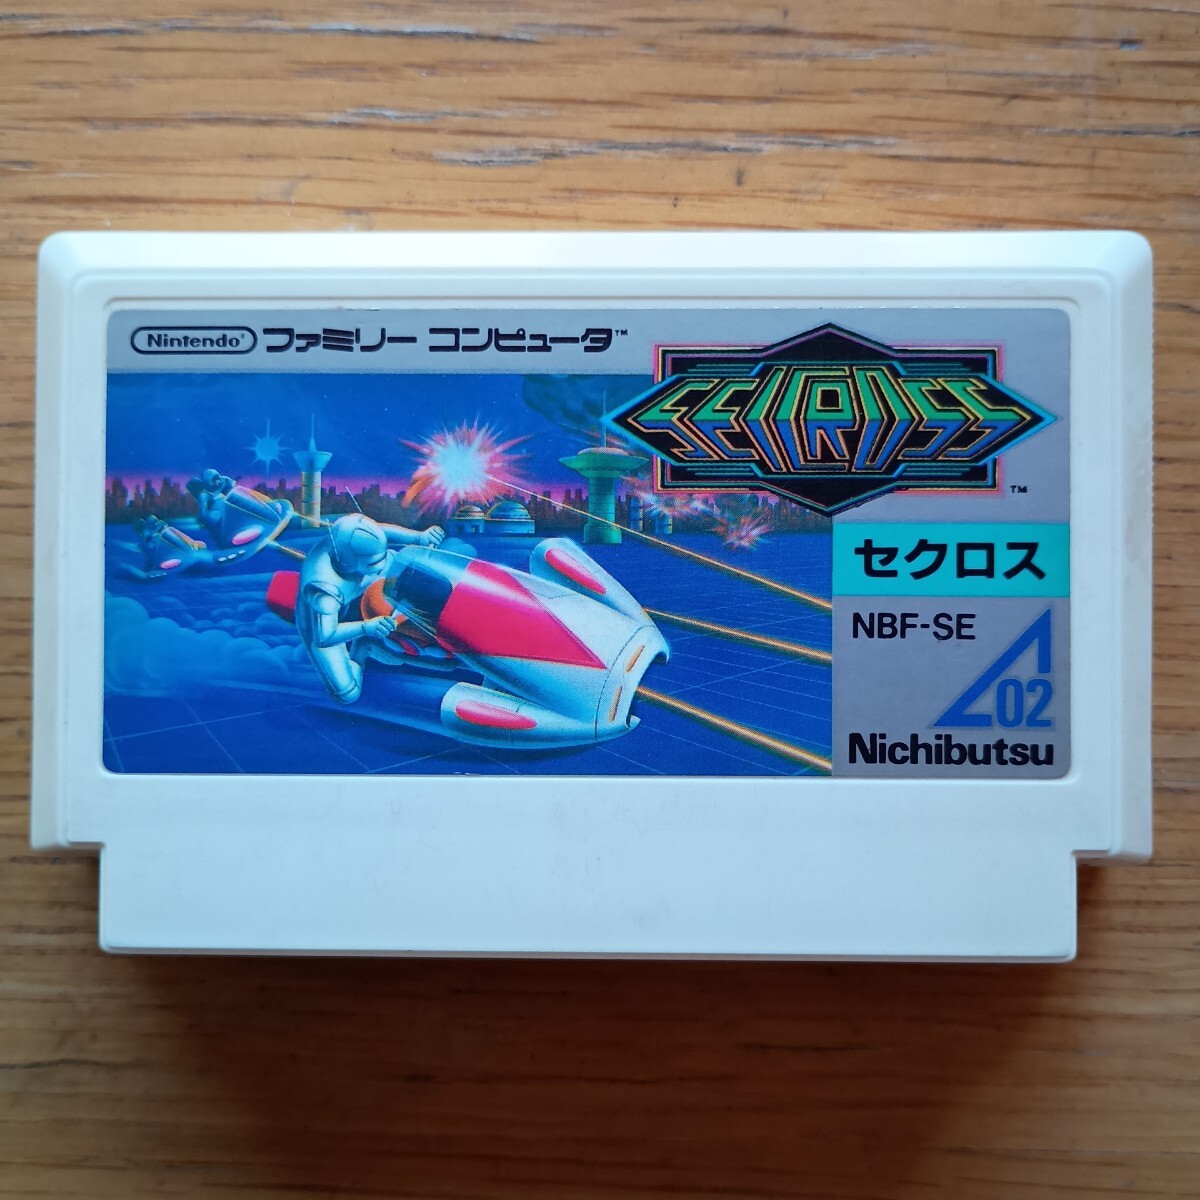 Nintendo ファミリー コンピュータ™
SEICROSS
™
セクロス
NBF-SE
02
Nichibutsu